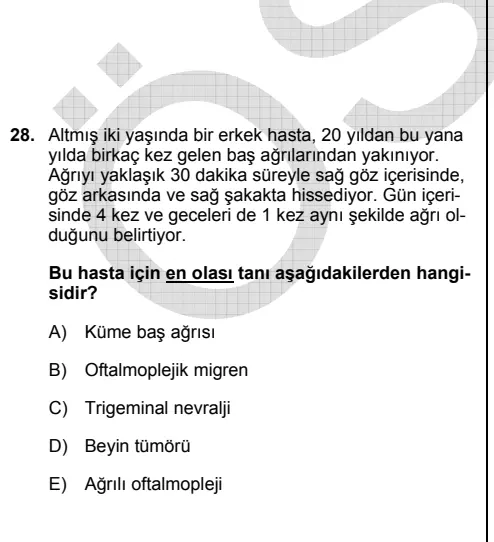 28. Altmış iki yaşında bir erkek hasta, 20 yıldan bu yana
yılda birkaç kez gelen baş ağrılarından yakınıyor.
Ağrıyı yaklaşık 30 dakika süreyle sağ göz içerisinde,
göz arkasında ve sağ şakakta hissediyor. Gün içeri-
sinde 4 kez ve geceleri de 1 kez aynı şekilde ağrı ol-
duğunu belirtiyor.
Bu hasta için en olası tanı aşağıdakilerden hangi-
sidir?
A) Küme baş ağrısı
B) Oftalmoplejik migren
C) Trigeminal nevralji
D) Beyin tümörü
E) Ağrılı oftalmopleji